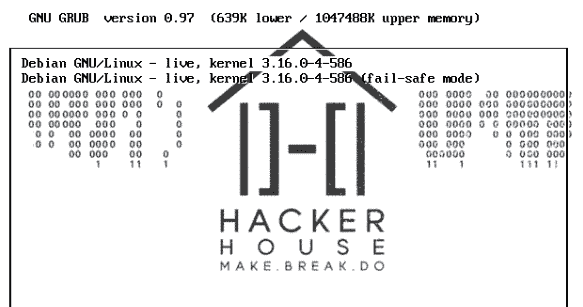 GNU GRUB version 0.97 (639K lower / 1047488K upper memory)
Debian GNU/Linux - live, kernel 3.16.0-4-586
Debian GNU/Linux - live, kernel 3.16.0-4-586 (fail-safe mode)
HACKER
HOUSE
MAKE.BREAK.DO